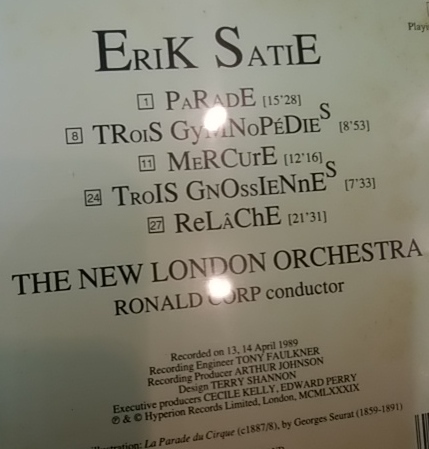 Playi
ERIK SATIE
1 PARADE [15'28]
8 TROIS GYMNOPÉDIES [8'53]
11 MERCURE [12'16]
24 TROIS GNOSSIENNES [7'33]
27 RELÂCHE [21'31]
THE NEW LONDON ORCHESTRA
RONALD CORP conductor
Recorded on 13, 14 April 1989
Recording Engineer TONY FAULKNER
Recording Producer ARTHUR JOHNSON
Design TERRY SHANNON
Executive producers CECILE KELLY, EDWARD PERRY
℗ & © Hyperion Records Limited, London, MCMLXXXIX
illustration: La Parade du Cirque (c1887/8), by Georges Seurat (1859-1891)